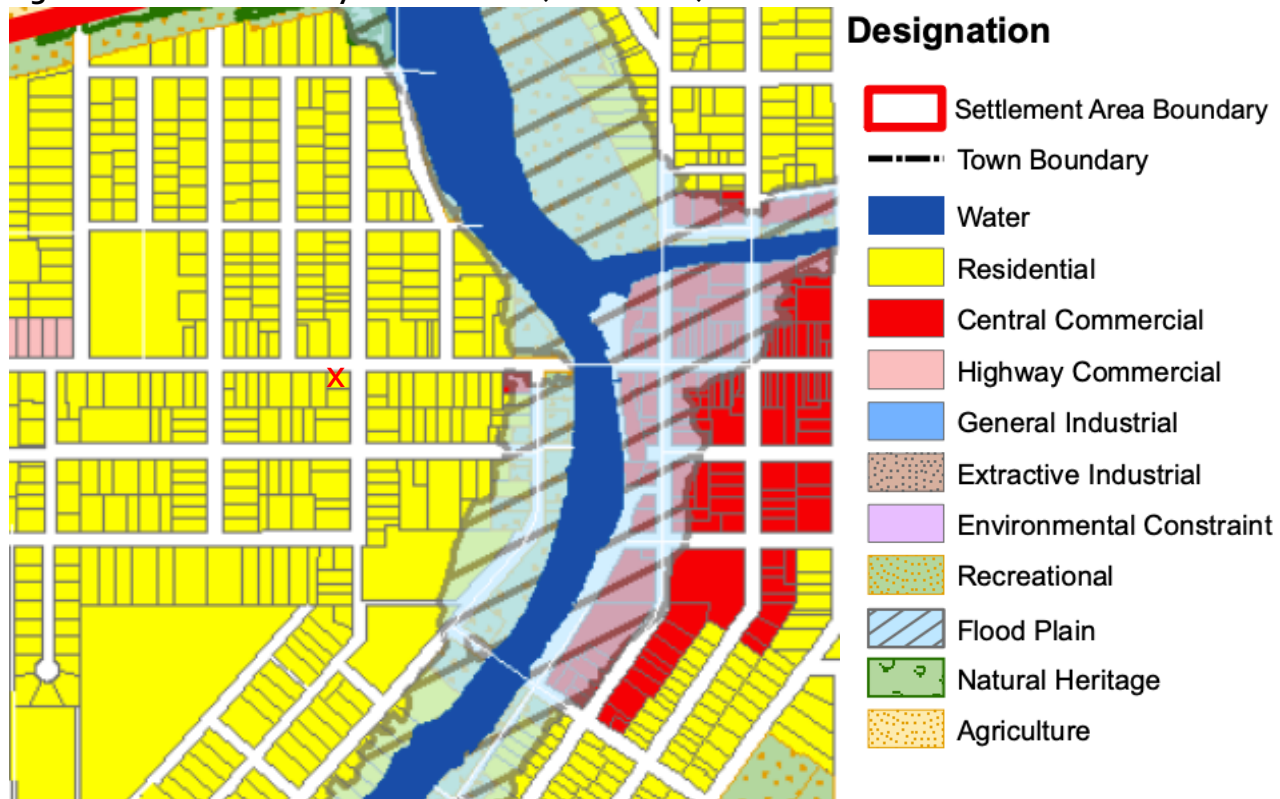 Designation
Settlement Area Boundary
Town Boundary
Water
Residential
Central Commercial
Highway Commercial
General Industrial
Extractive Industrial
Environmental Constraint
Recreational
Flood Plain
Natural Heritage
Agriculture
X